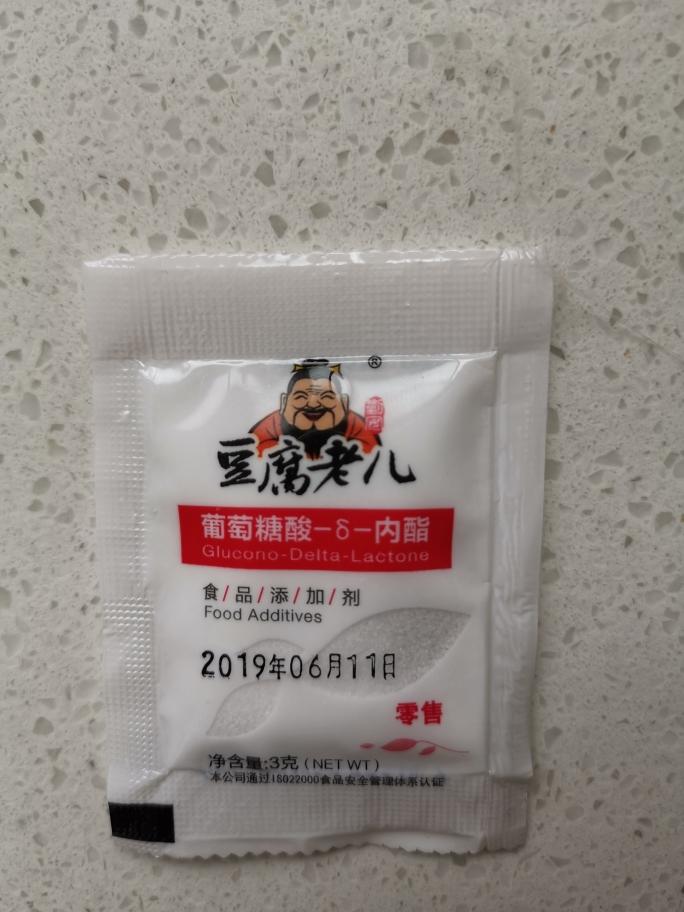 ®
豆腐老儿
葡萄糖酸-δ-内酯
Glucono-Delta-Lactone
食/品/添/加/剂
Food Additives
2019年06月11日
零售
净含量:3克(NET WT)
本公司通过ISO22000食品安全管理体系认证